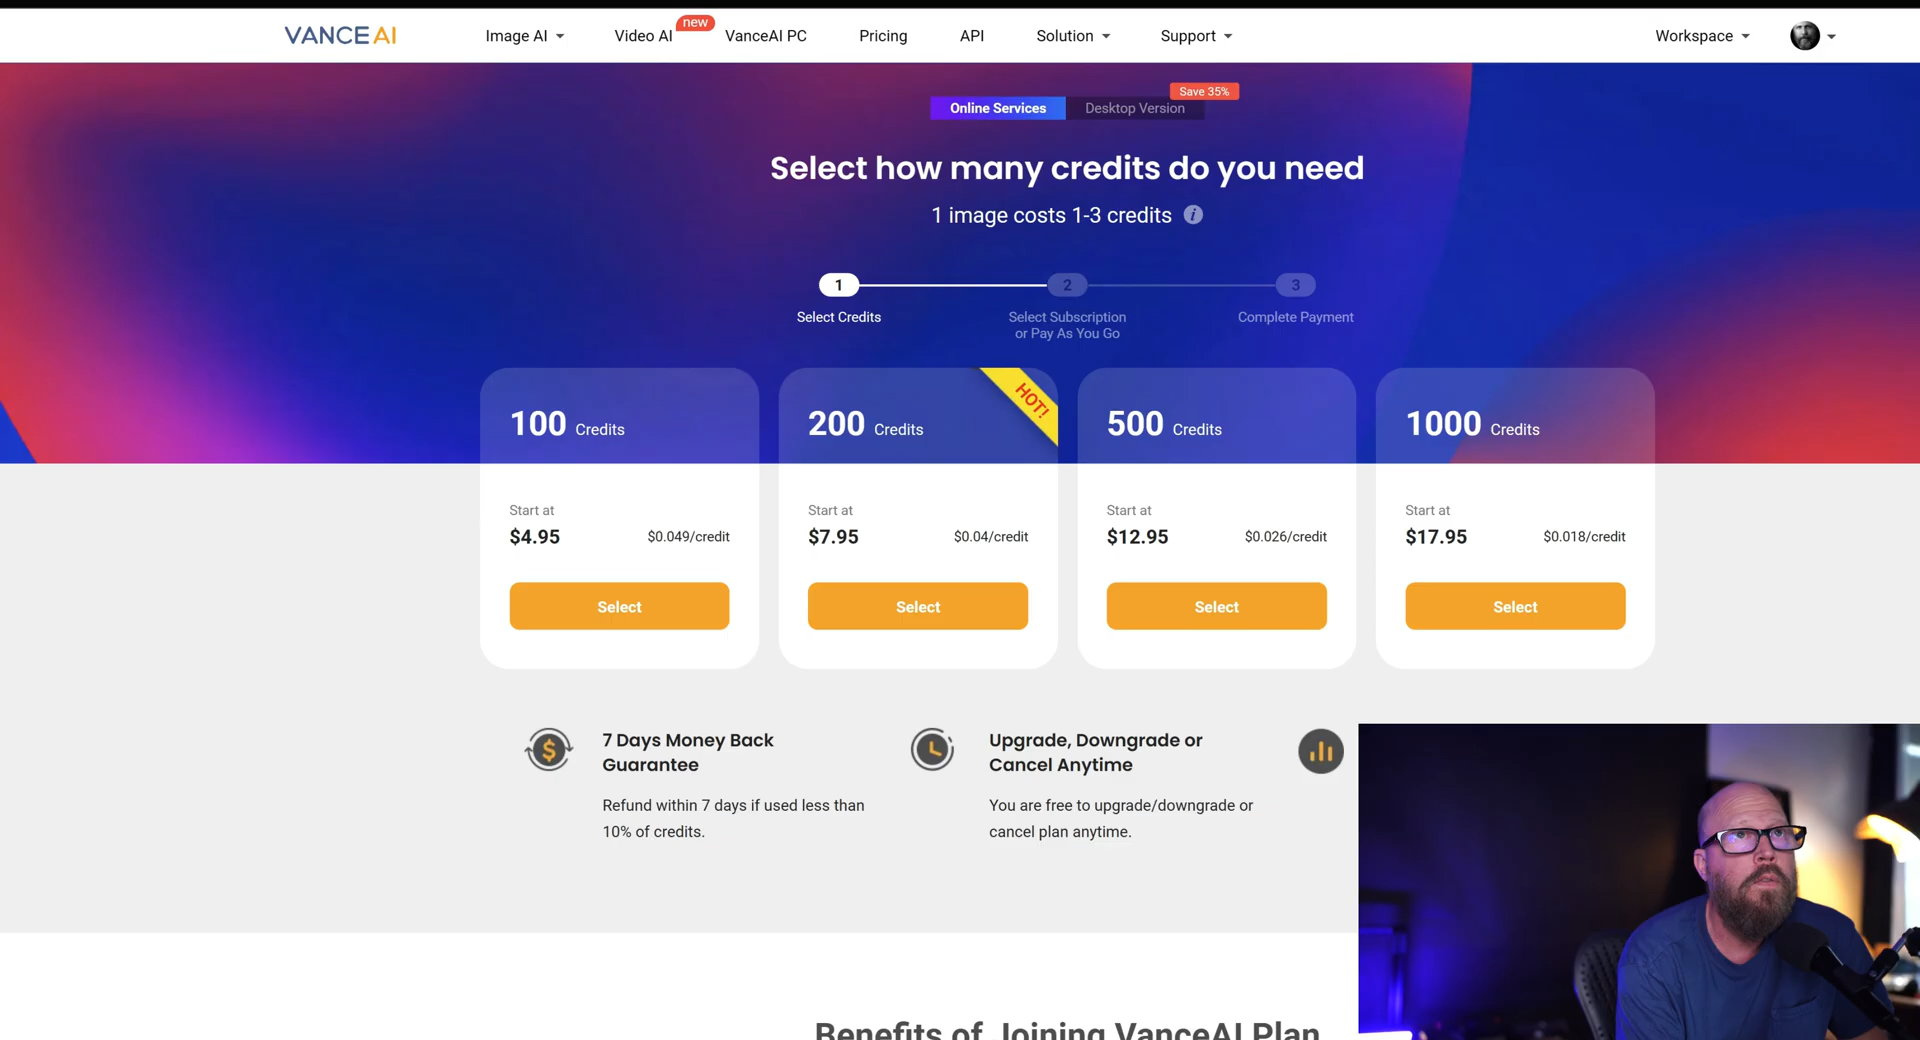 VANCE AI
Image AI
Video AI
new
VanceAI PC
Pricing
API
Solution
Support
Workspace
Save 35%
Online Services
Desktop Version
Select how many credits do you need
1 image costs 1-3 credits i
1
2
3
Select Credits
Select Subscription
or Pay As You Go
Complete Payment
100 Credits
Start at
$4.95
$0.049/credit
Select
HOT!
200 Credits
Start at
$7.95
$0.04/credit
Select
500 Credits
Start at
$12.95
$0.026/credit
Select
1000 Credits
Start at
$17.95
$0.018/credit
Select
7 Days Money Back
Guarantee
Refund within 7 days if used less than
10% of credits.
Upgrade, Downgrade or
Cancel Anytime
You are free to upgrade/downgrade or
cancel plan anytime.
Benefits of Joining VanceAI Plan